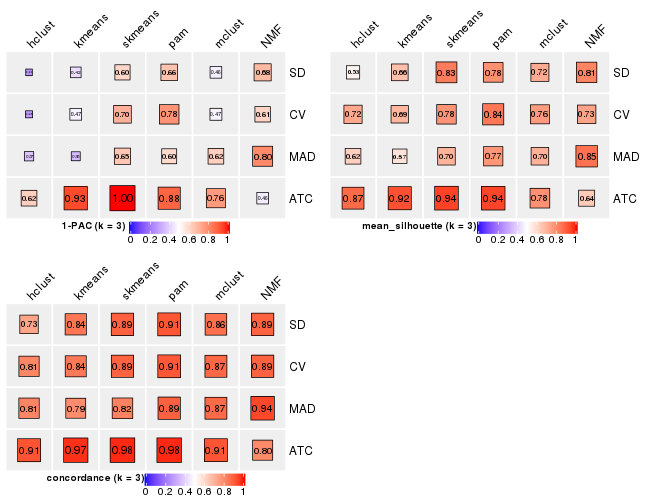 hclust kmeans skmeans pam mclust NMF
0.60 0.66 0.46 0.68 SD
0.47 0.70 0.78 0.47 0.61 CV
0.60 0.62 0.80 MAD
0.62 0.93 1.00 0.88 0.76 ATC
1-PAC (k = 3)
0 0.2 0.4 0.6 0.8 1
hclust kmeans skmeans pam mclust NMF
0.53 0.66 0.83 0.78 0.72 0.81 SD
0.72 0.69 0.78 0.84 0.76 0.73 CV
0.62 0.57 0.70 0.77 0.70 0.85 MAD
0.87 0.92 0.94 0.94 0.78 0.64 ATC
mean_silhouette (k = 3)
0 0.2 0.4 0.6 0.8 1
hclust kmeans skmeans pam mclust NMF
0.73 0.84 0.89 0.91 0.86 0.89 SD
0.81 0.84 0.89 0.91 0.87 0.89 CV
0.81 0.79 0.82 0.89 0.87 0.94 MAD
0.91 0.97 0.98 0.98 0.91 0.80 ATC
concordance (k = 3)
0 0.2 0.4 0.6 0.8 1